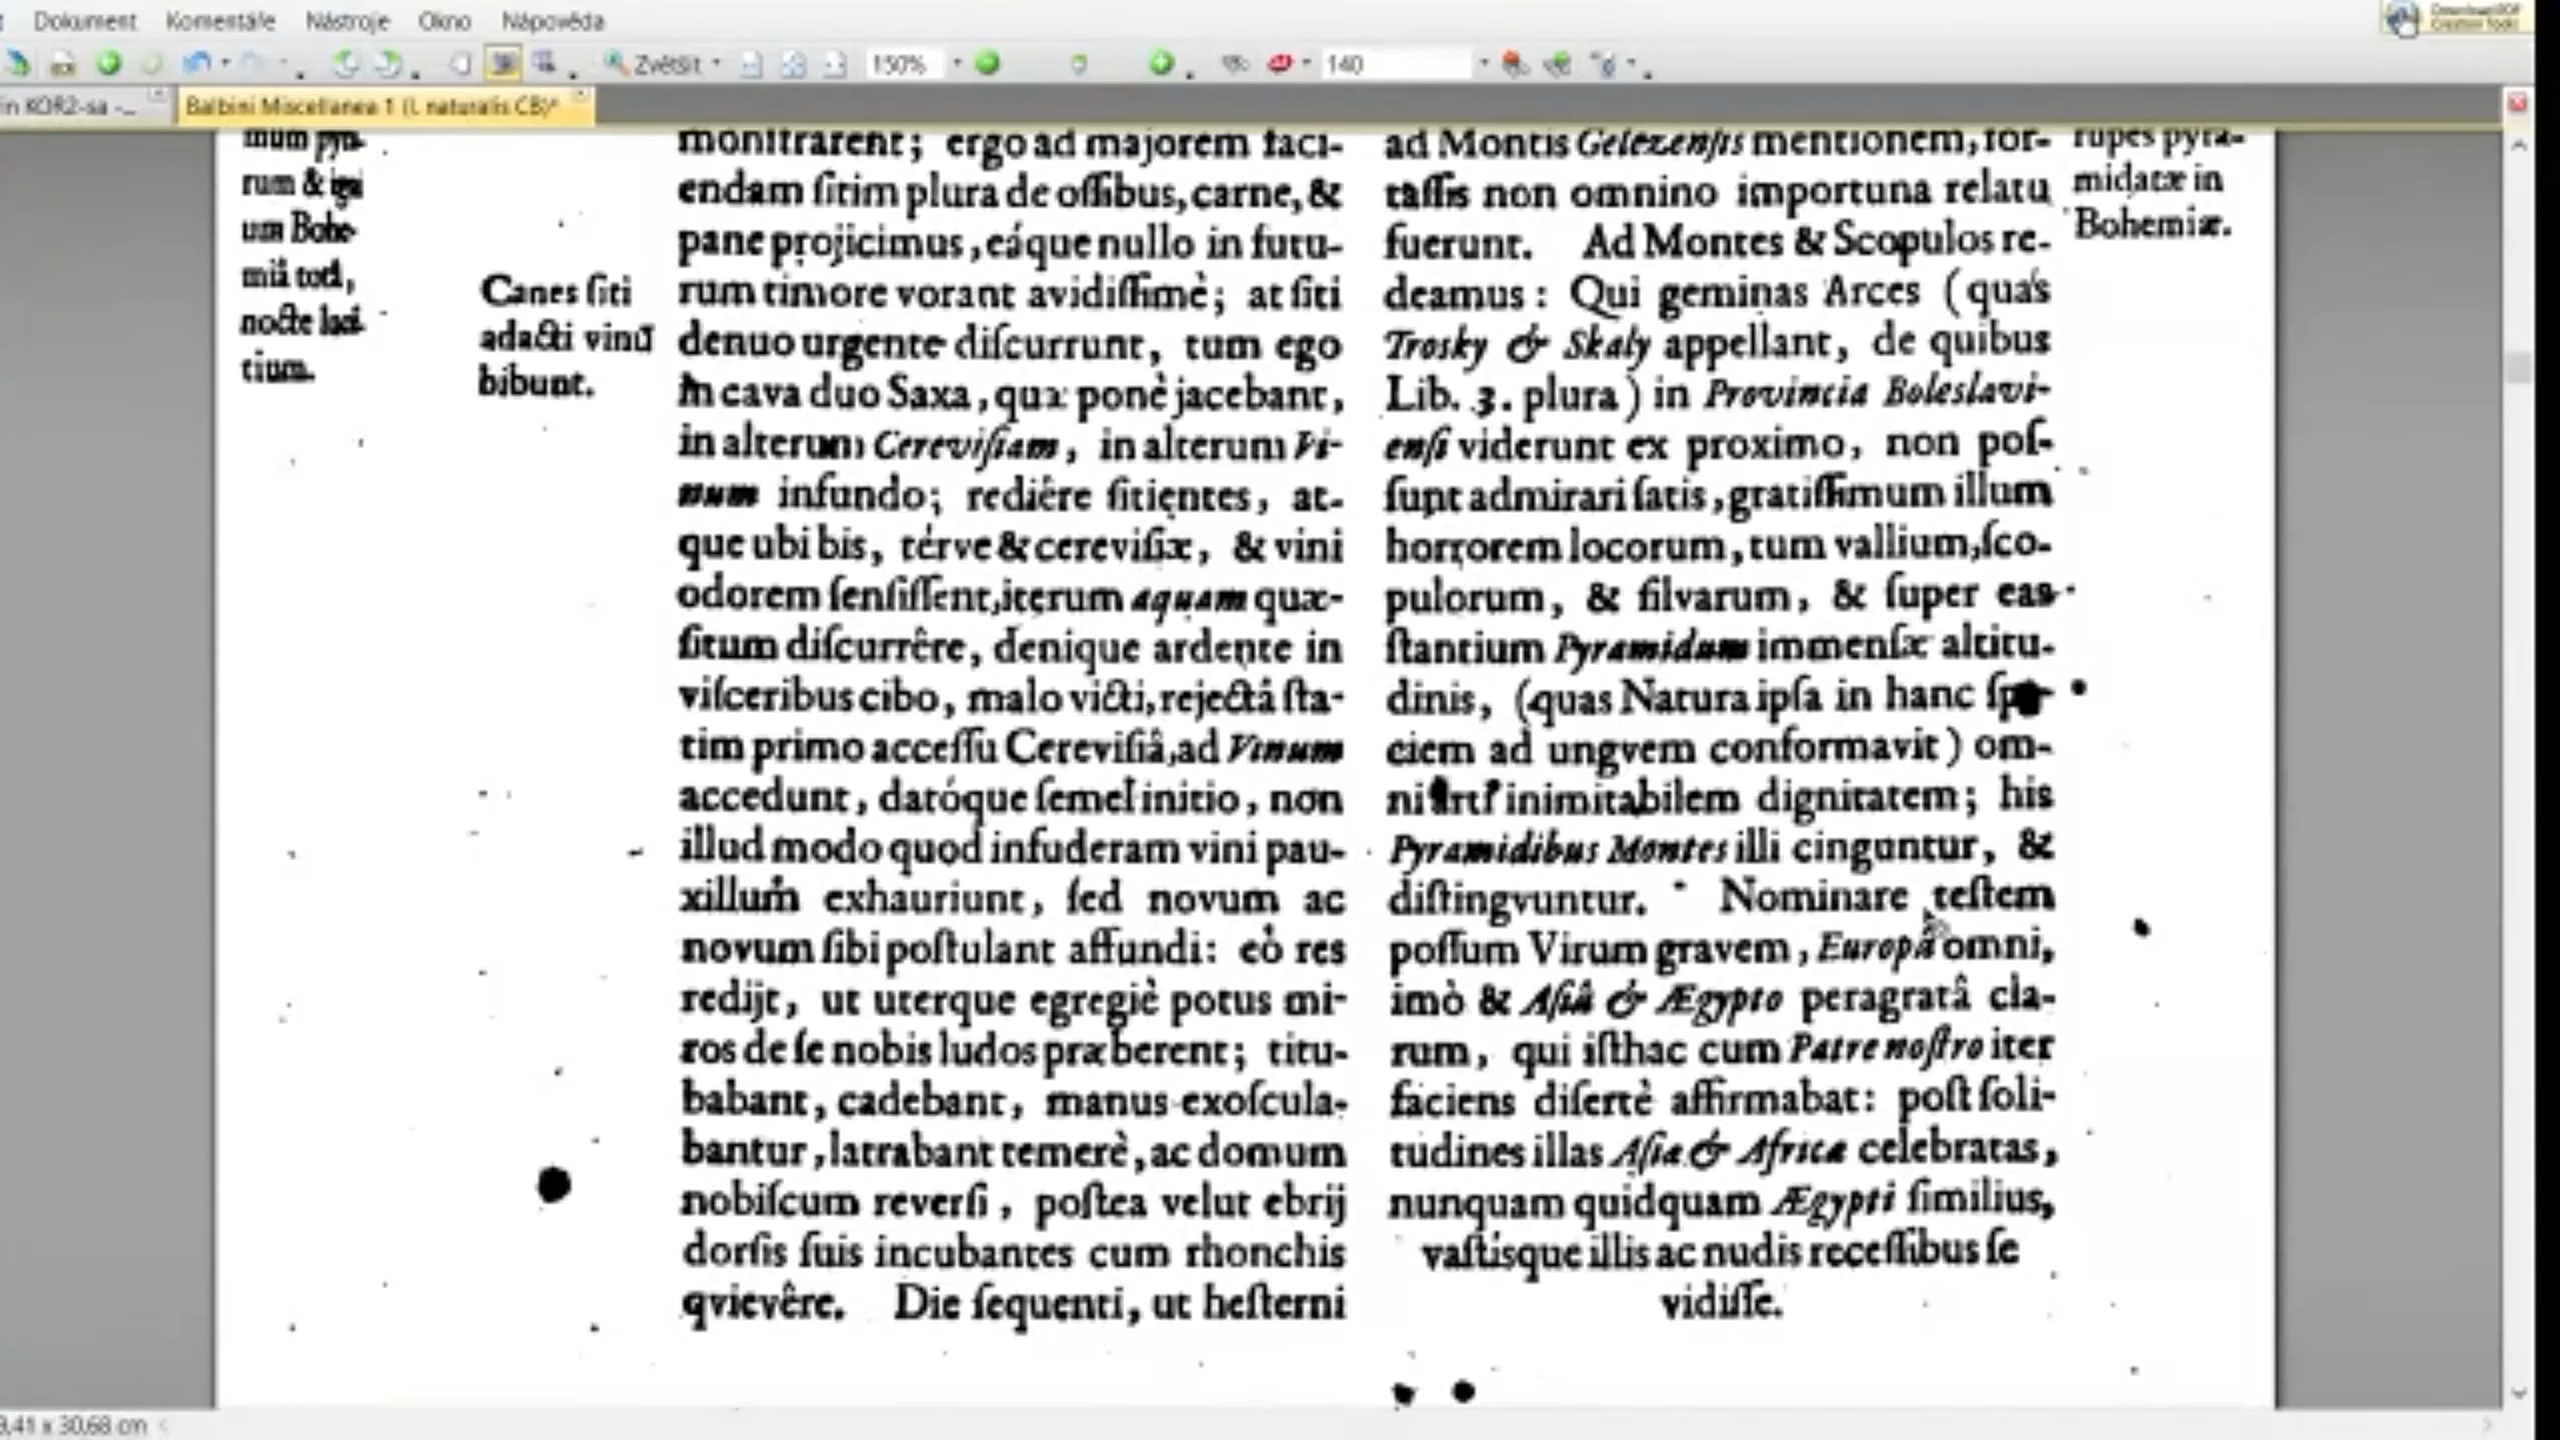 Dokument Komentáře Nástroje Okno Nápověda
Zvětšit 150% 140
in KOR2-sa -... Balbini Miscellanea 1 (L naturalis CB)*
mum pyra-
rum & igni
um Bohe-
miâ totâ,
nocte luci-
tium.
Canes ſiti
adacti vinū
bibunt.
monſtrarent; ergo ad majorem faci-
endam ſitim plura de oſſibus, carne, &
pane projicimus, eáque nullo in futu-
rum timore vorant avidiſſimè; at ſiti
denuo urgente diſcurrunt, tum ego
in cava duo Saxa, quæ ponè jacebant,
in alterum Cereviſiam, in alterum Vi-
num infundo; rediêre ſitientes, at-
que ubi bis, térve & cereviſiæ, & vini
odorem ſenſiſſent, iterum aquam quæ-
ſitum diſcurrêre, denique ardente in
viſceribus cibo, malo victi, rejectâ ſta-
tim primo acceſſu Cereviſiâ, ad Vinum
accedunt, datóque ſemel initio, non
illud modo quod infuderam vini pau-
xillum exhauriunt, ſed novum ac
novum ſibi poſtulant affundi: eò res
redijt, ut uterque egregiè potus mi-
ros de ſe nobis ludos præberent; titu-
babant, cadebant, manus exoſcula-
bantur, latrabant temerè, ac domum
nobiſcum reverſi, poſtea velut ebrij
dorſis ſuis incubantes cum rhonchis
qvievêre. Die ſequenti, ut heſterni
ad Montis Gelezenſis mentionem, for-
taſſis non omnino importuna relatu
fuerunt. Ad Montes & Scopulos re-
deamus: Qui geminas Arces (quas
Trosky & Skaly appellant, de quibus
Lib. 3. plura) in Provincia Boleslavi-
enſi viderunt ex proximo, non poſ-
ſunt admirari ſatis, gratiſſimum illum
horrorem locorum, tum vallium, ſco-
pulorum, & ſilvarum, & ſuper eas
ſtantium Pyramidum immenſæ altitu-
dinis, (quas Natura ipſa in hanc ſpe-
ciem ad ungvem conformavit) om-
ni Arti inimitabilem dignitatem; his
Pyramidibus Montes illi cinguntur, &
diſtingvuntur. Nominare teſtem
poſſum Virum gravem, Europâ omni,
imò & Aſiâ & Ægypto peragratâ cla-
rum, qui iſthac cum Patre noſtro iter
faciens diſertè affirmabat: poſt ſoli-
tudines illas Aſiæ & Africæ celebratas,
nunquam quidquam Ægypti ſimilius,
vaſtisque illis ac nudis receſſibus ſe
vidiſſe.
rupes pyra-
midatæ in
Bohemiæ.
9,41 x 30,68 cm